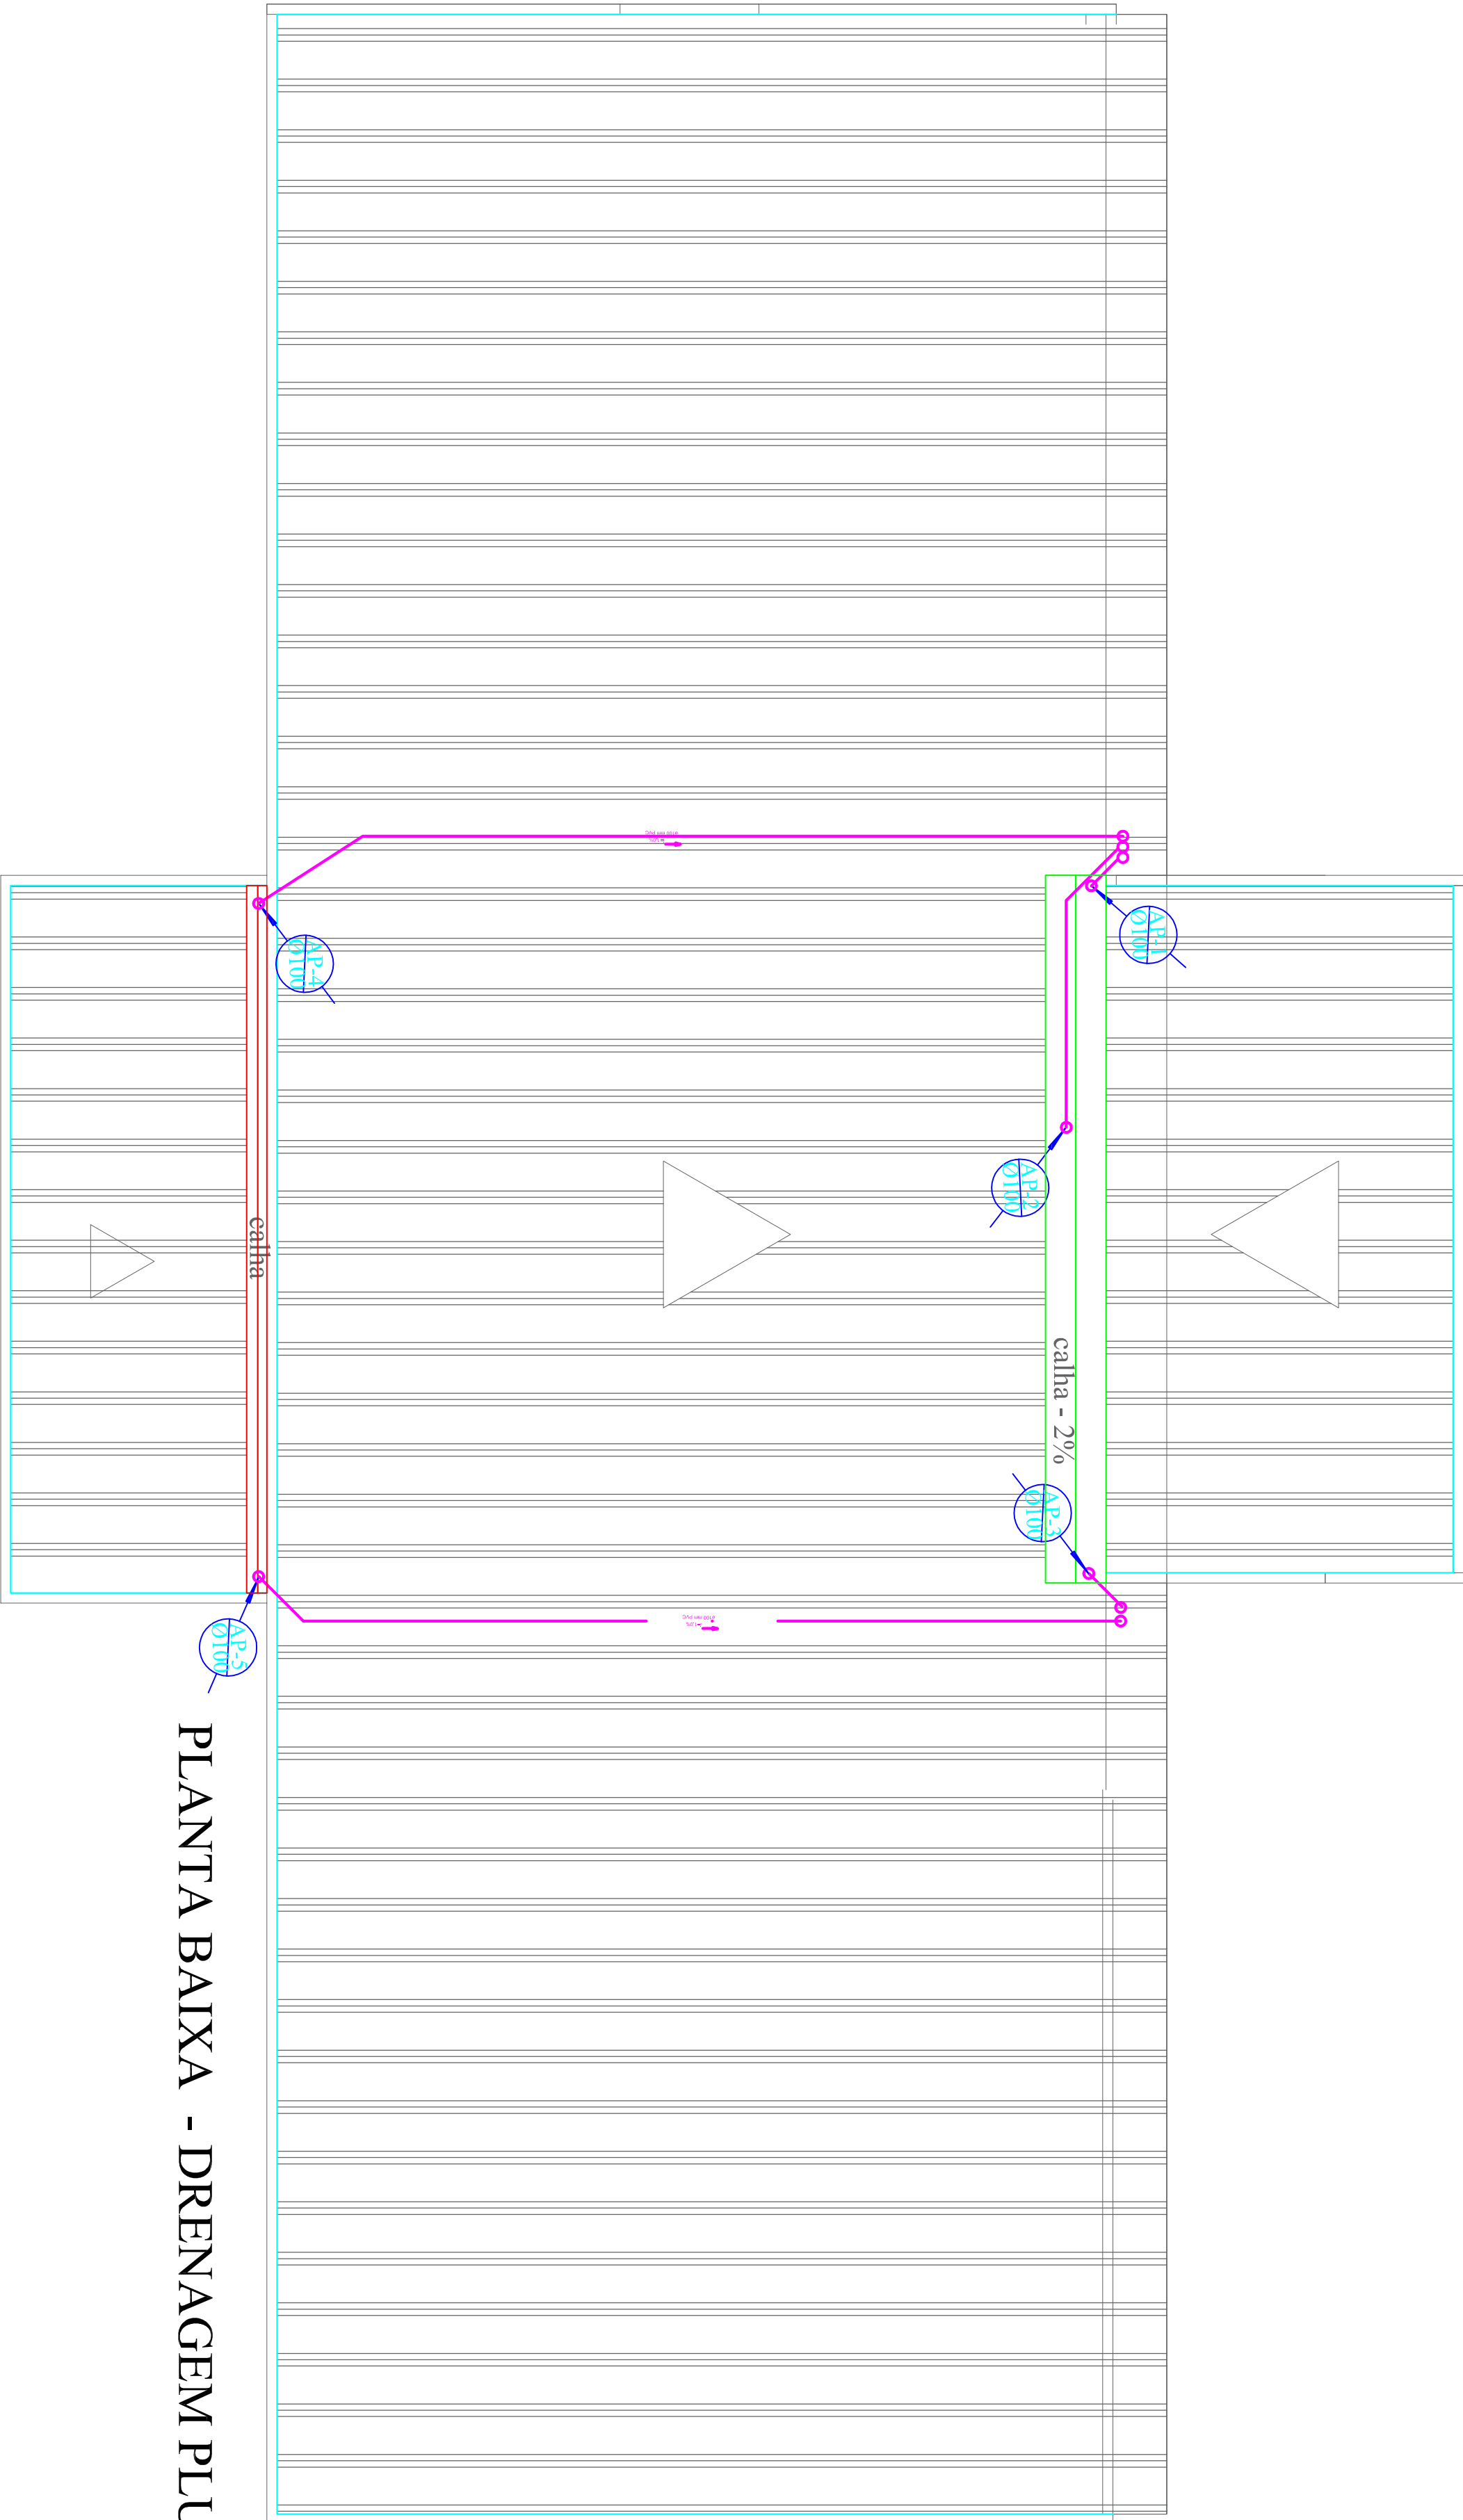 AP-1
Ø100
AP-4
Ø100
AP-2
Ø100
calha
calha - 2%
AP-3
Ø100
AP-5
Ø100
PLANTA BAIXA - DRENAGEM PLU